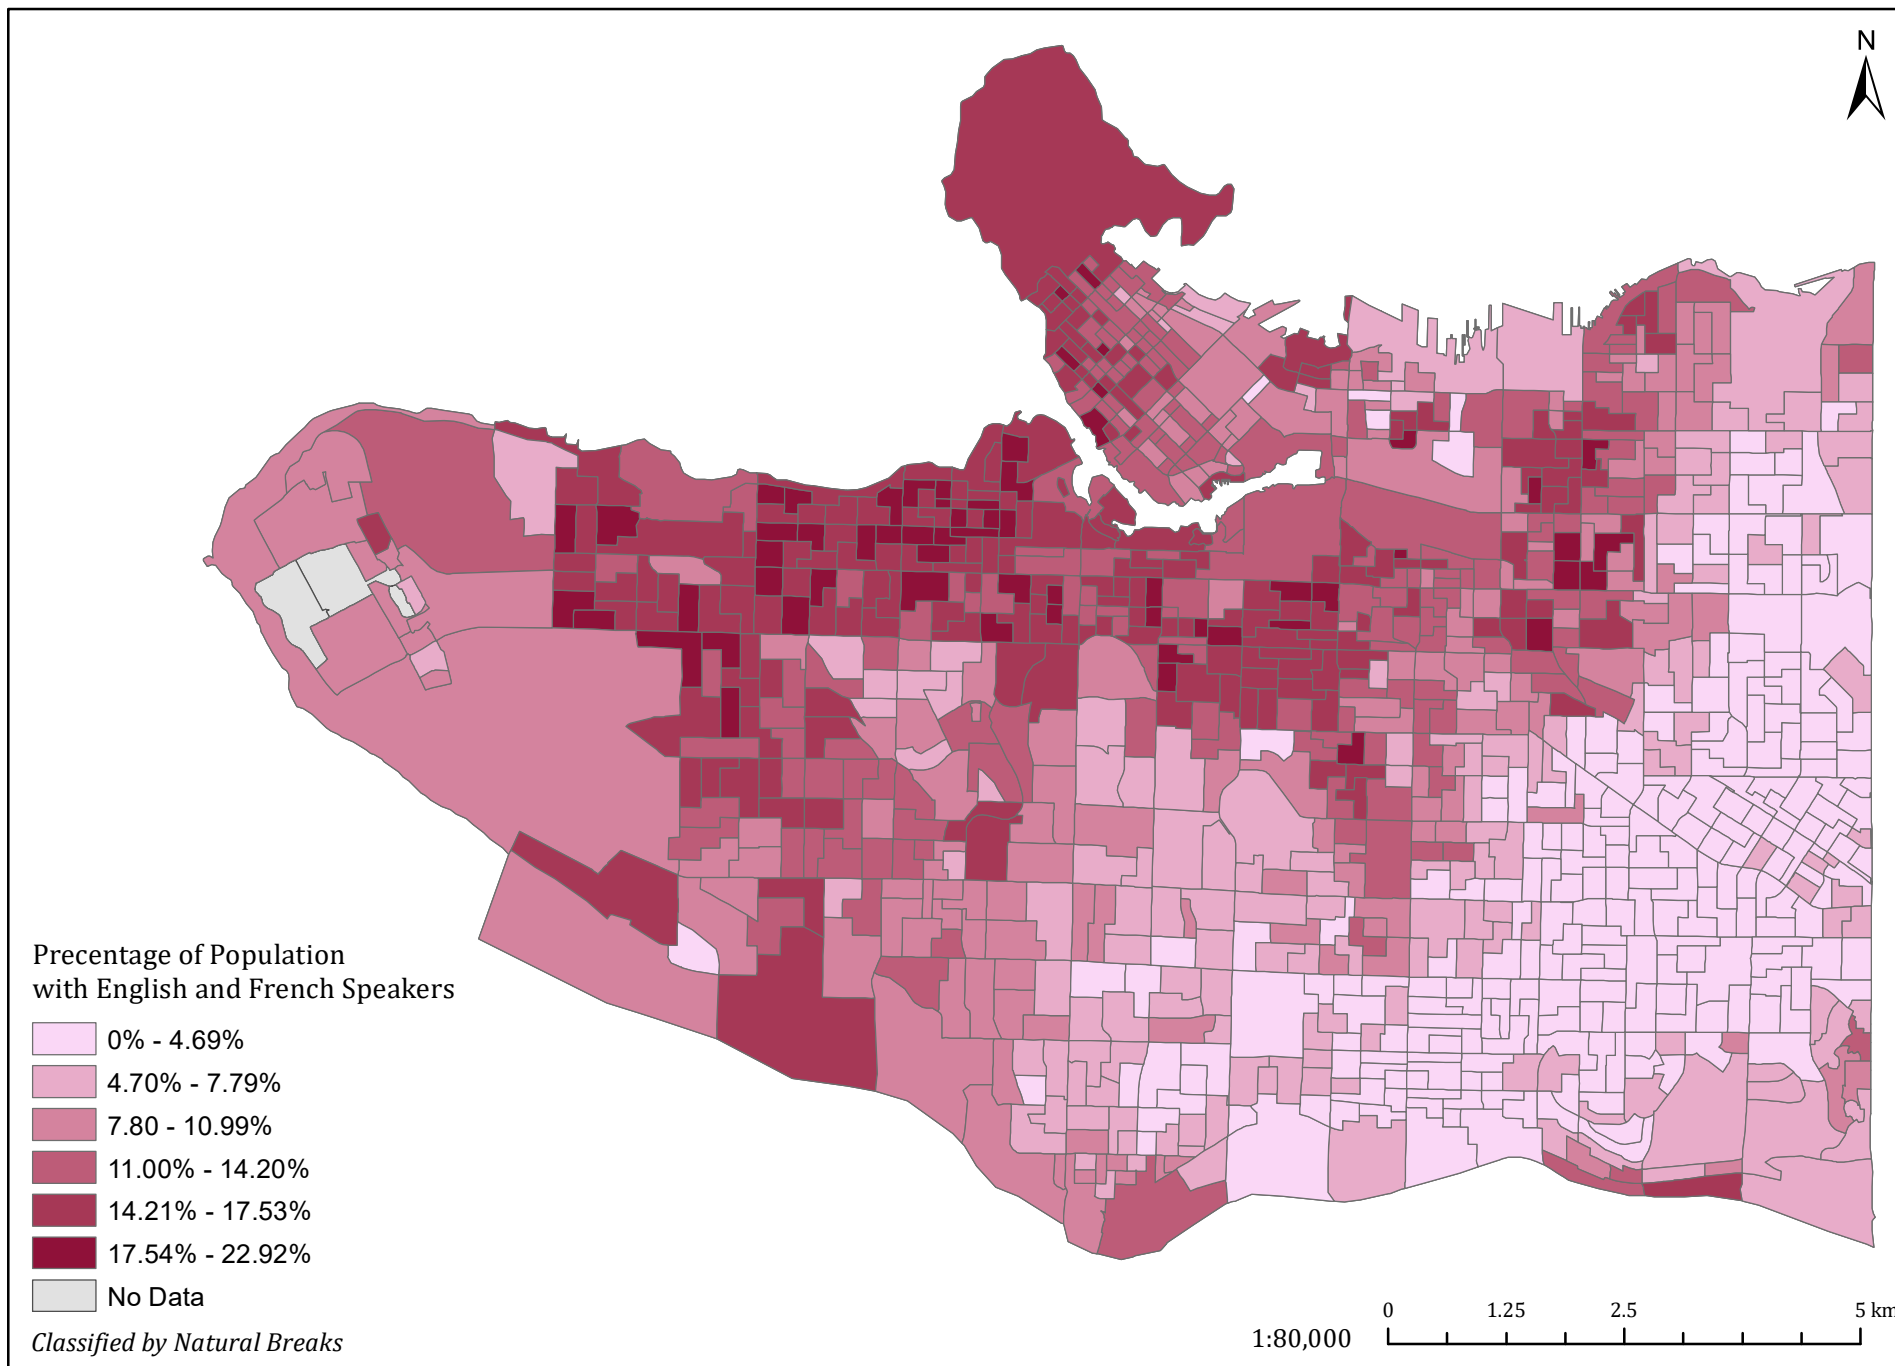 N
Precentage of Population
with English and French Speakers
0% - 4.69%
4.70% - 7.79%
7.80 - 10.99%
11.00% - 14.20%
14.21% - 17.53%
17.54% - 22.92%
No Data
Classified by Natural Breaks
1:80,000
0 1.25 2.5 5 km